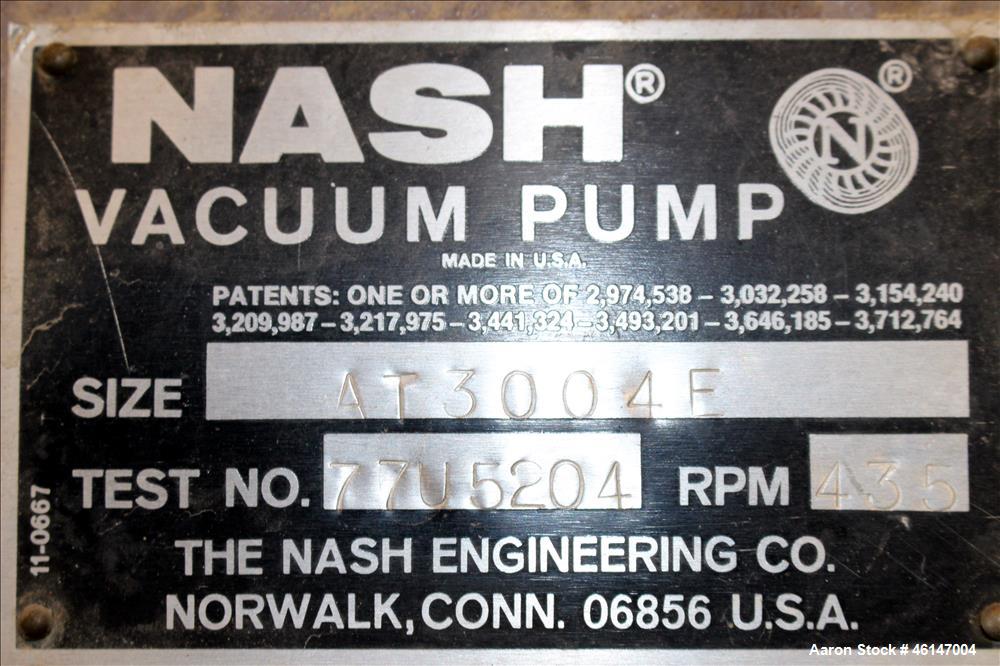 NASH®
N ®
VACUUM PUMP
MADE IN U.S.A.
PATENTS: ONE OR MORE OF 2,974,538 – 3,032,258 – 3,154,240
3,209,987 – 3,217,975 – 3,441,324 – 3,493,201 – 3,646,185 – 3,712,764
SIZE AT3004E
TEST NO. 77U5204 RPM 435
11-0667
THE NASH ENGINEERING CO.
NORWALK, CONN. 06856 U.S.A.
Aaron Stock # 46147004